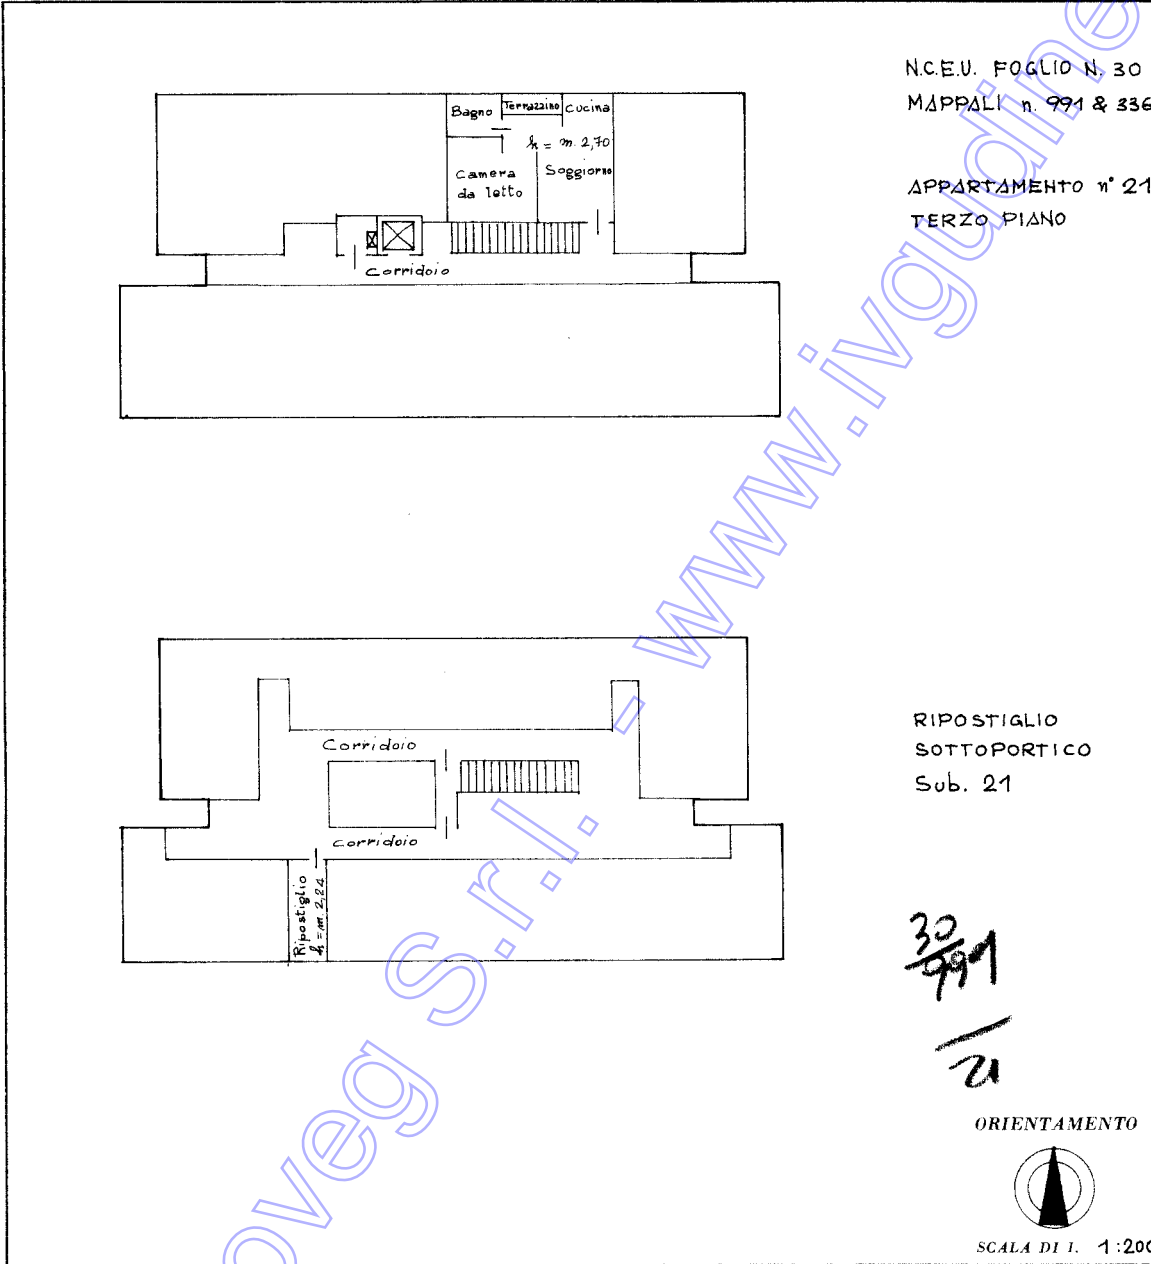 N.C.E.U. FOGLIO N. 30
MAPPALI n. 991 & 336
Bagno
Terrazzino
Cucina
h = m. 2,70
Camera
da letto
Soggiorno
APPARTAMENTO n° 21
TERZO PIANO
Corridoio
RIPOSTIGLIO
SOTTOPORTICO
Sub. 21
Corridoio
Corridoio
Ripostiglio
h = m. 2,24
30
991
21
ORIENTAMENTO
SCALA DI 1. 1:200
oveg S.r.l. - www.ivgudine